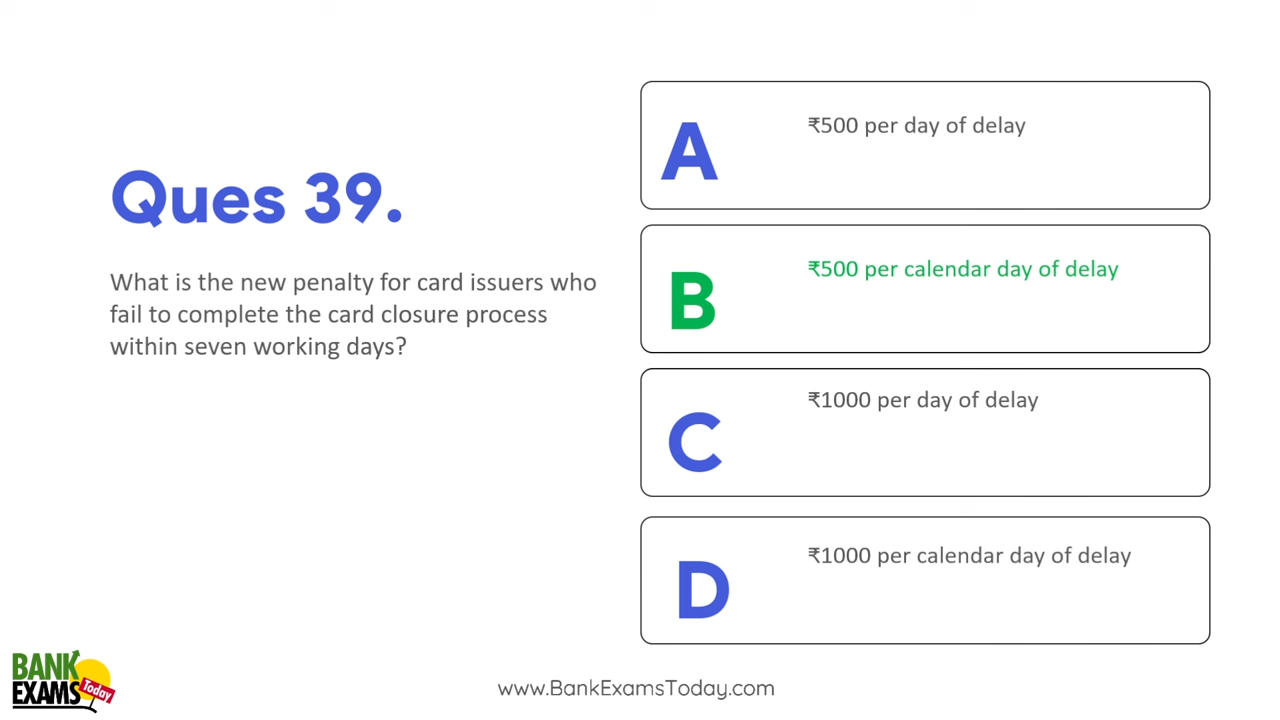 Ques 39.
What is the new penalty for card issuers who
fail to complete the card closure process
within seven working days?
A
₹500 per day of delay
B
₹500 per calendar day of delay
C
₹1000 per day of delay
D
₹1000 per calendar day of delay
BANK
EXAMS
Today
www.BankExamsToday.com